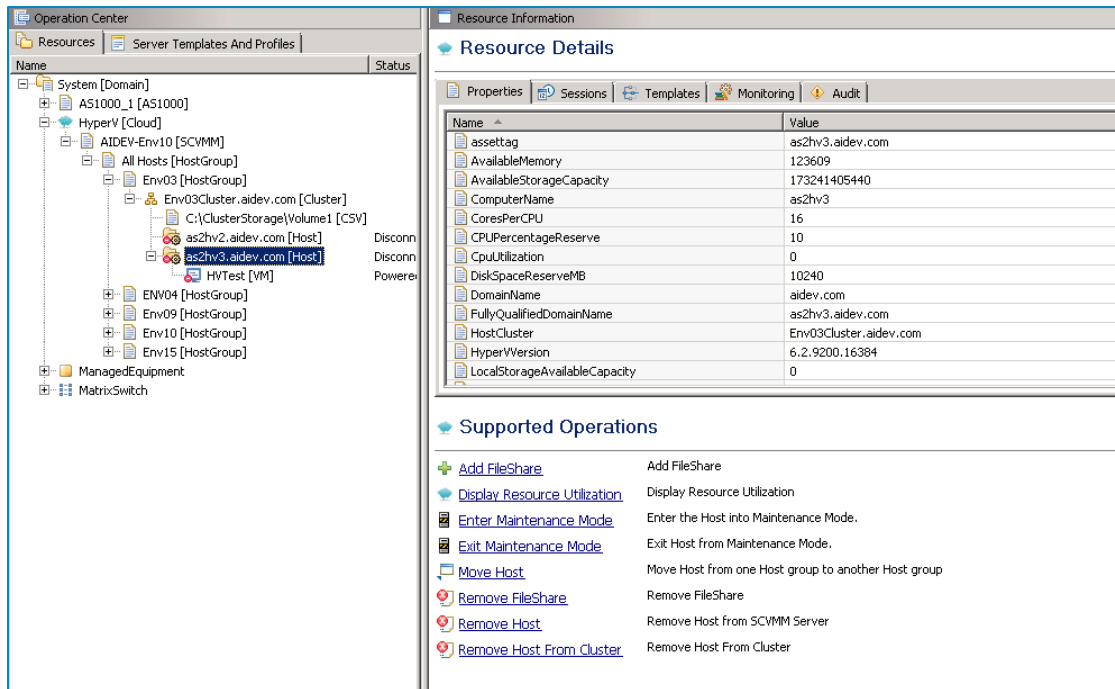 Operation Center
Resources
Server Templates And Profiles
Name
Status
System [Domain]
AS1000_1 [AS1000]
HyperV [Cloud]
AIDEV-Env10 [SCVMM]
All Hosts [HostGroup]
Env03 [HostGroup]
Env03Cluster.aidev.com [Cluster]
C:\ClusterStorage\Volume1 [CSV]
as2hv2.aidev.com [Host] Disconn
as2hv3.aidev.com [Host] Disconn
HVTest [VM] Powere
ENV04 [HostGroup]
Env09 [HostGroup]
Env10 [HostGroup]
Env15 [HostGroup]
ManagedEquipment
MatrixSwitch
Resource Information
Resource Details
Properties Sessions Templates Monitoring Audit
Name Value
assettag as2hv3.aidev.com
AvailableMemory 123609
AvailableStorageCapacity 173241405440
ComputerName as2hv3
CoresPerCPU 16
CPUPercentageReserve 10
CpuUtilization 0
DiskSpaceReserveMB 10240
DomainName aidev.com
FullyQualifiedDomainName as2hv3.aidev.com
HostCluster Env03Cluster.aidev.com
HyperVVersion 6.2.9200.16384
LocalStorageAvailableCapacity 0
Supported Operations
Add FileShare Add FileShare
Display Resource Utilization Display Resource Utilization
Enter Maintenance Mode Enter the Host into Maintenance Mode.
Exit Maintenance Mode Exit Host from Maintenance Mode.
Move Host Move Host from one Host group to another Host group
Remove FileShare Remove FileShare
Remove Host Remove Host from SCVMM Server
Remove Host From Cluster Remove Host From Cluster